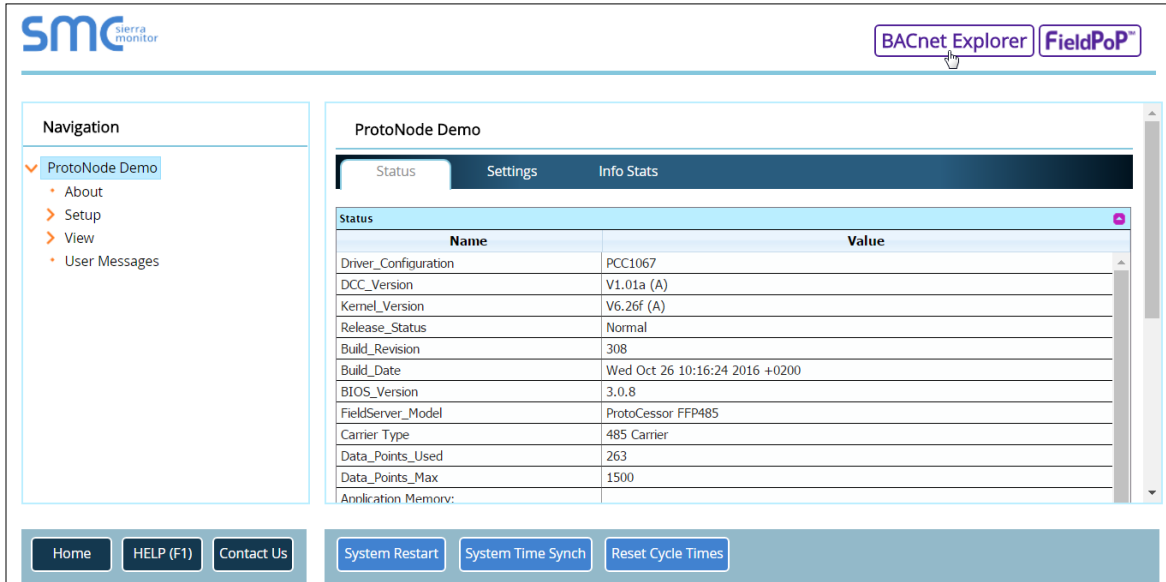 SMC sierra monitor
BACnet Explorer FieldPoP™
Navigation
ProtoNode Demo
About
Setup
View
User Messages
ProtoNode Demo
Status Settings Info Stats
Status
Name Value
Driver_Configuration PCC1067
DCC_Version V1.01a (A)
Kernel_Version V6.26f (A)
Release_Status Normal
Build_Revision 308
Build_Date Wed Oct 26 10:16:24 2016 +0200
BIOS_Version 3.0.8
FieldServer_Model ProtoCessor FFP485
Carrier Type 485 Carrier
Data_Points_Used 263
Data_Points_Max 1500
Application Memory:
Home HELP (F1) Contact Us
System Restart System Time Synch Reset Cycle Times